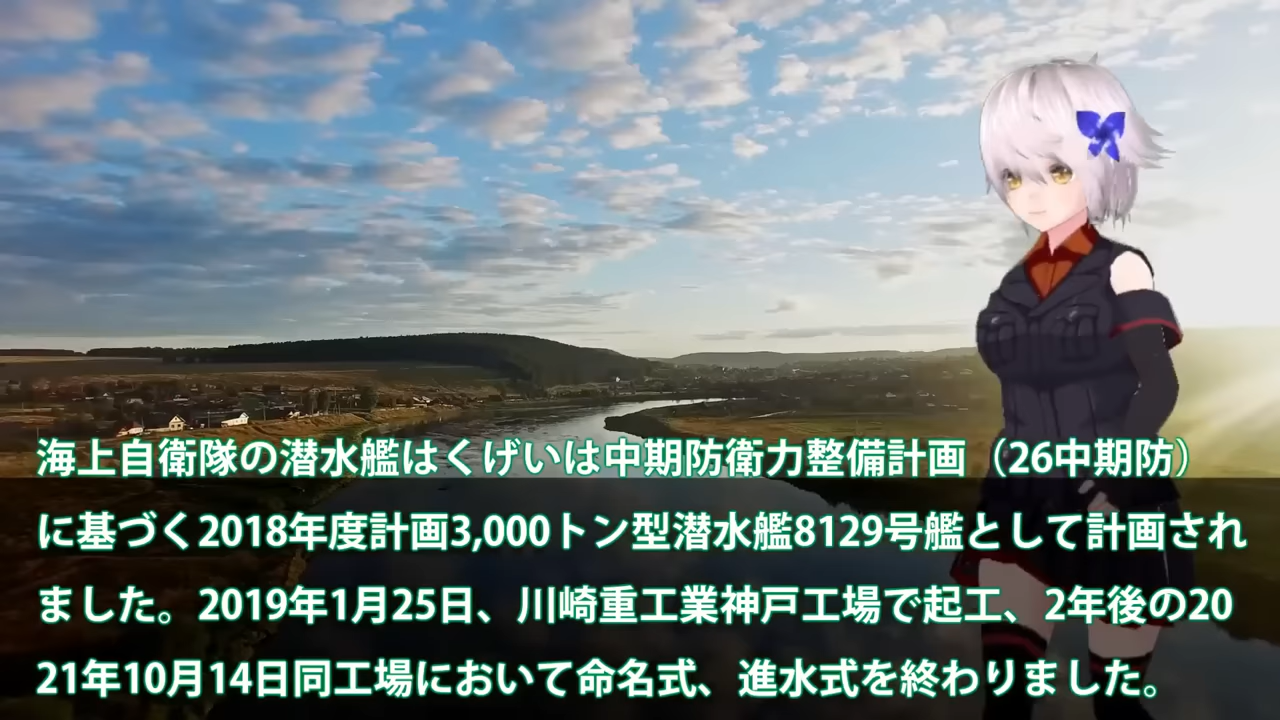 海上自衛隊の潜水艦はくげいは中期防衛力整備計画（26中期防）
に基づく2018年度計画3,000トン型潜水艦8129号艦として計画され
ました。2019年1月25日、川崎重工業神戸工場で起工、2年後の20
21年10月14日同工場において命名式、進水式を終わりました。